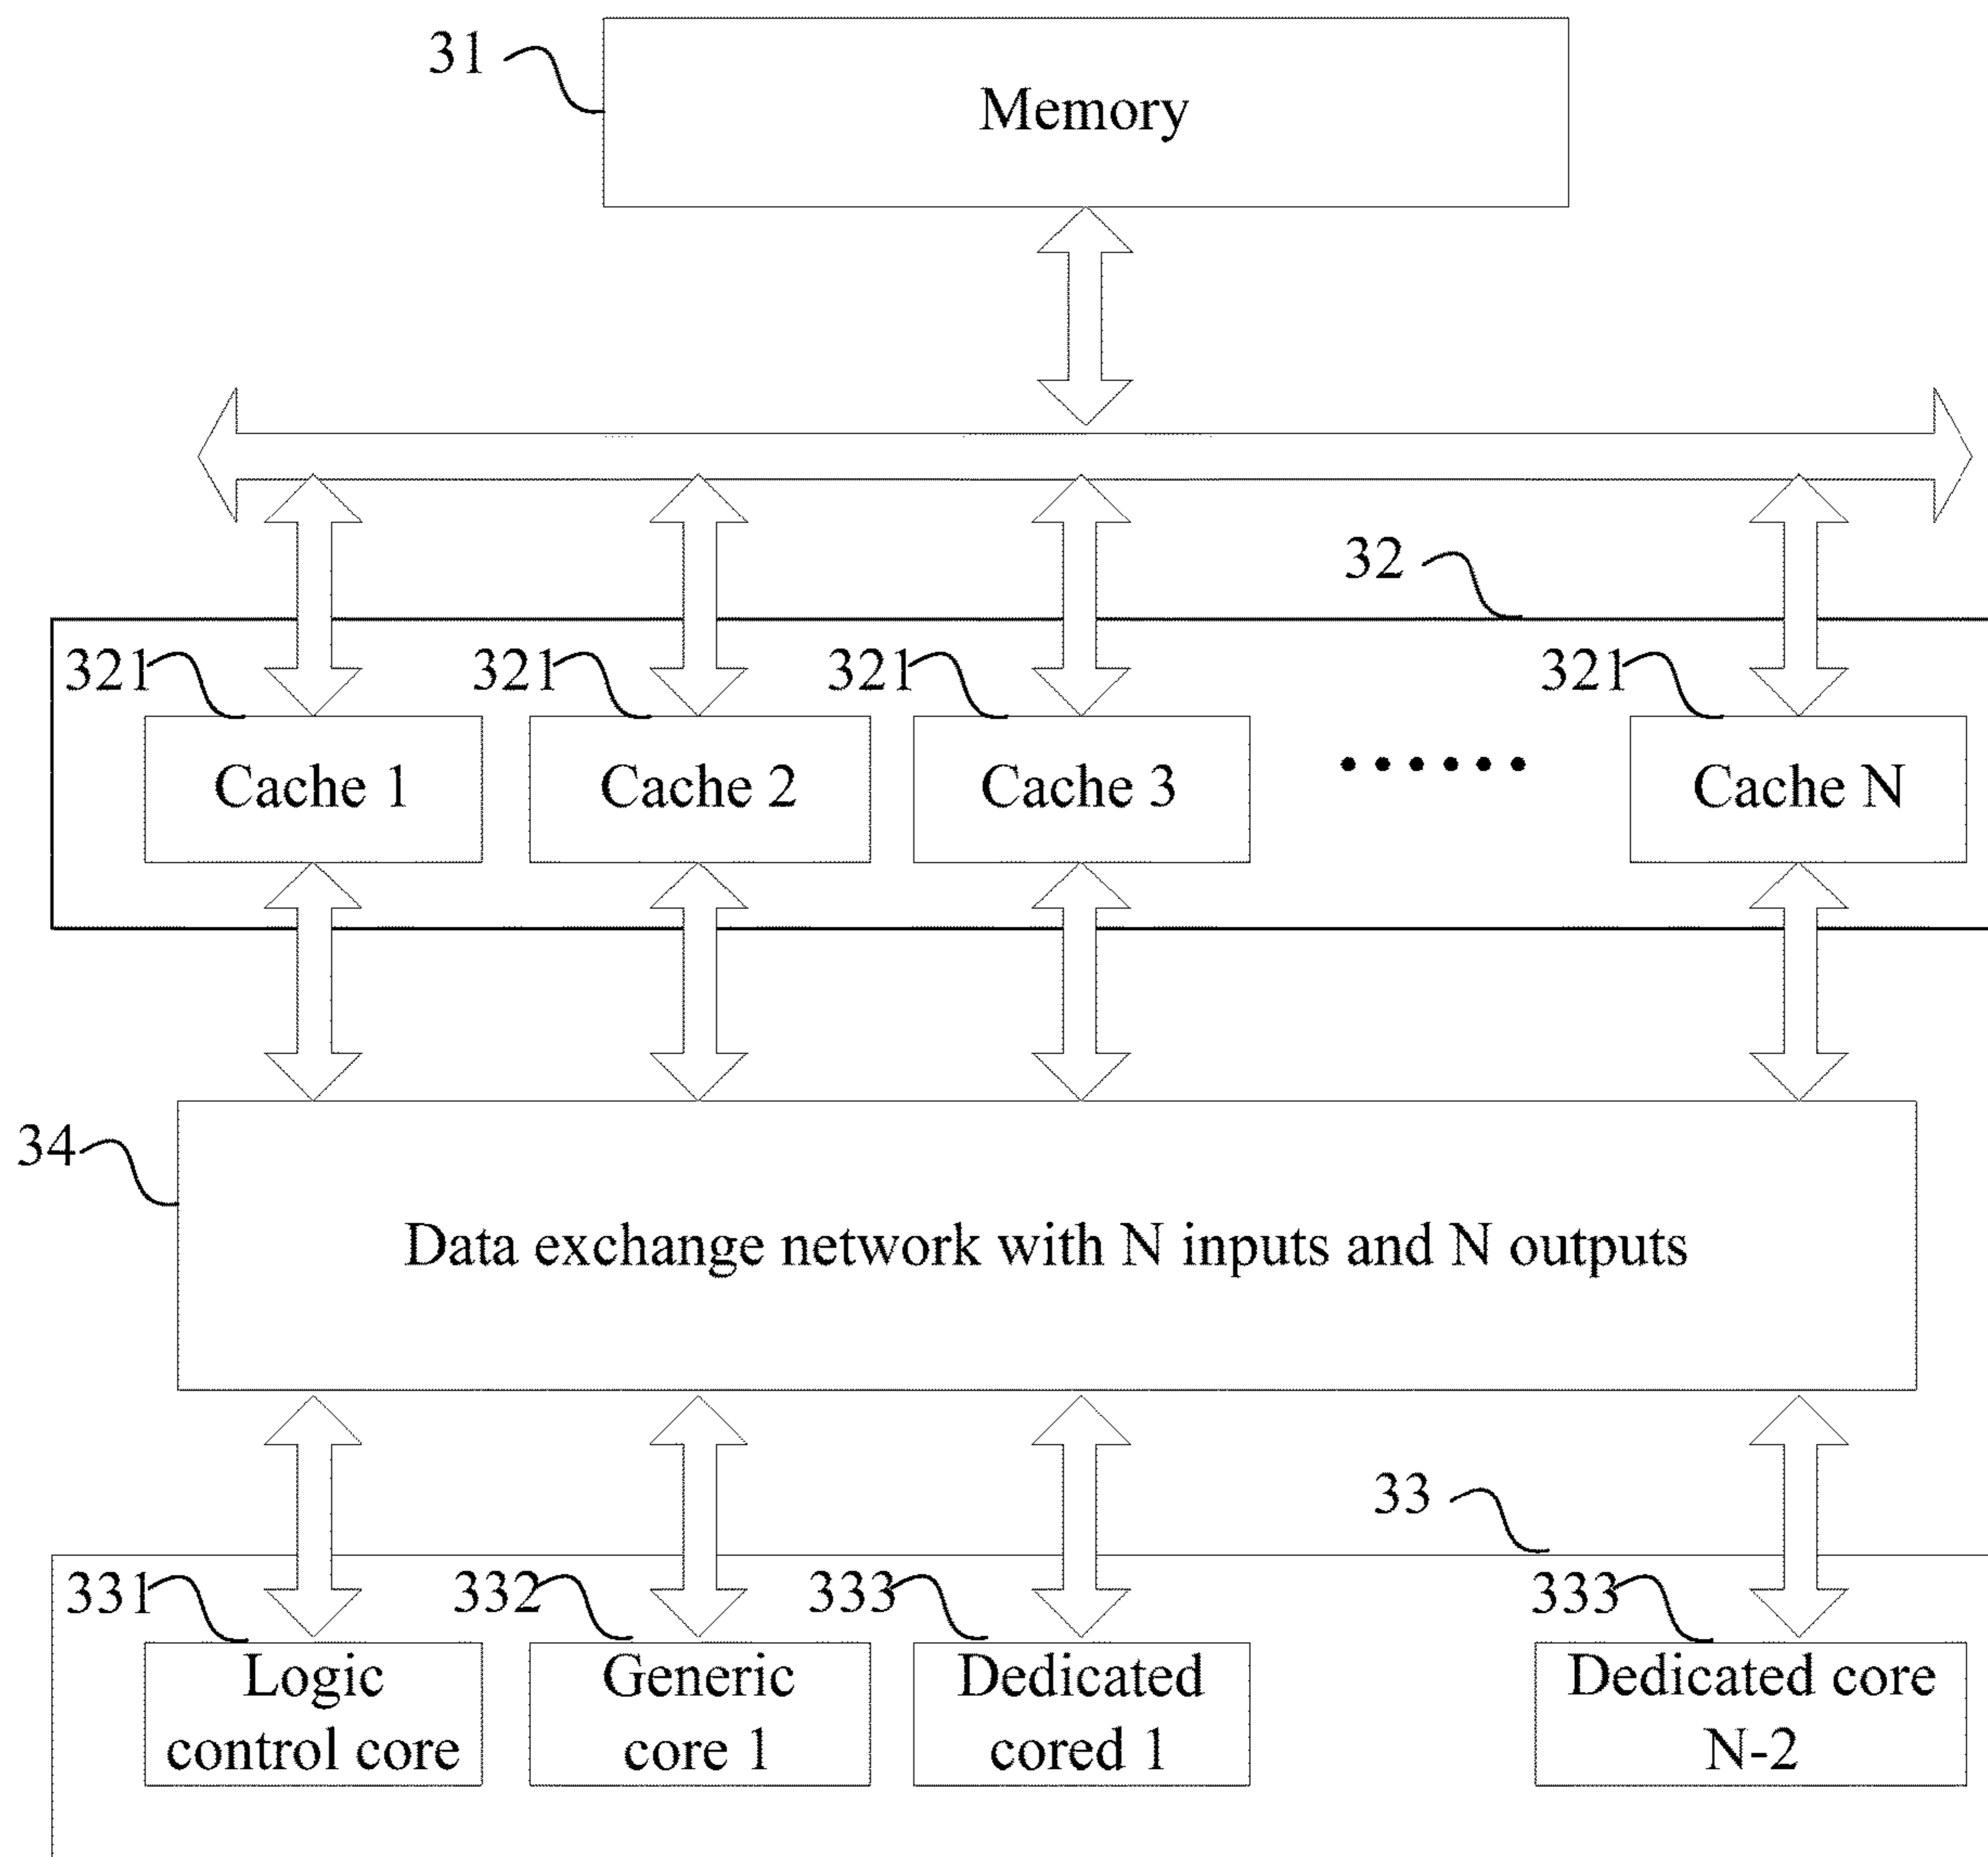 31
Memory
32
321
321
321
321
Cache 1
Cache 2
Cache 3
Cache N
34
Data exchange network with N inputs and N outputs
33
331
332
333
333
Logic
control core
Generic
core 1
Dedicated
cored 1
Dedicated core
N-2